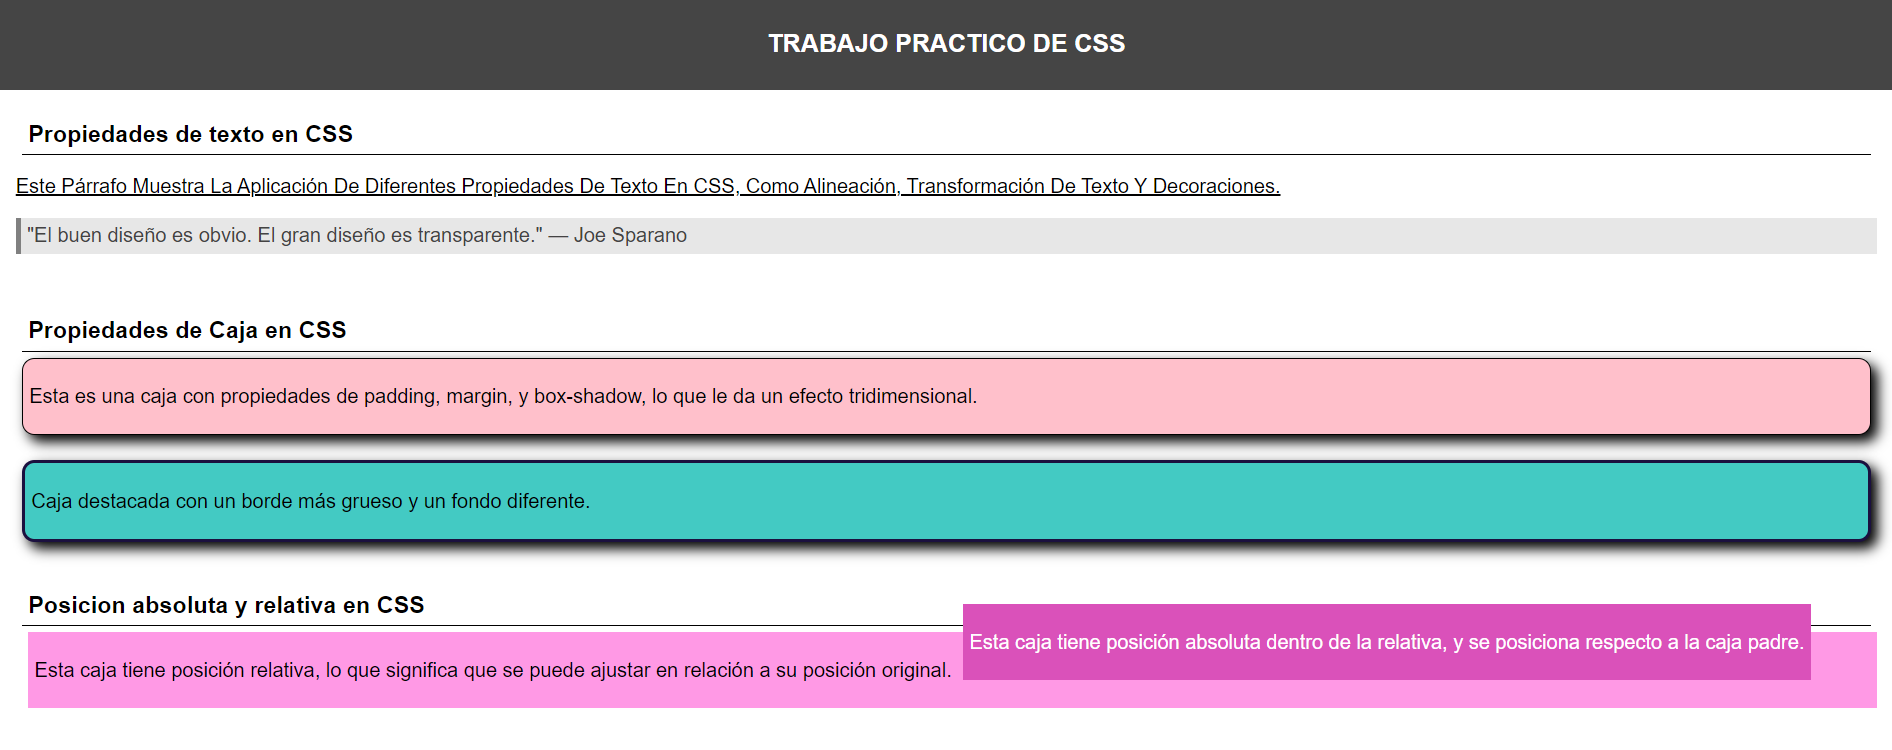 TRABAJO PRACTICO DE CSS
Propiedades de texto en CSS
Este Párrafo Muestra La Aplicación De Diferentes Propiedades De Texto En CSS, Como Alineación, Transformación De Texto Y Decoraciones.
"El buen diseño es obvio. El gran diseño es transparente." — Joe Sparano
Propiedades de Caja en CSS
Esta es una caja con propiedades de padding, margin, y box-shadow, lo que le da un efecto tridimensional.
Caja destacada con un borde más grueso y un fondo diferente.
Posicion absoluta y relativa en CSS
Esta caja tiene posición absoluta dentro de la relativa, y se posiciona respecto a la caja padre.
Esta caja tiene posición relativa, lo que significa que se puede ajustar en relación a su posición original.